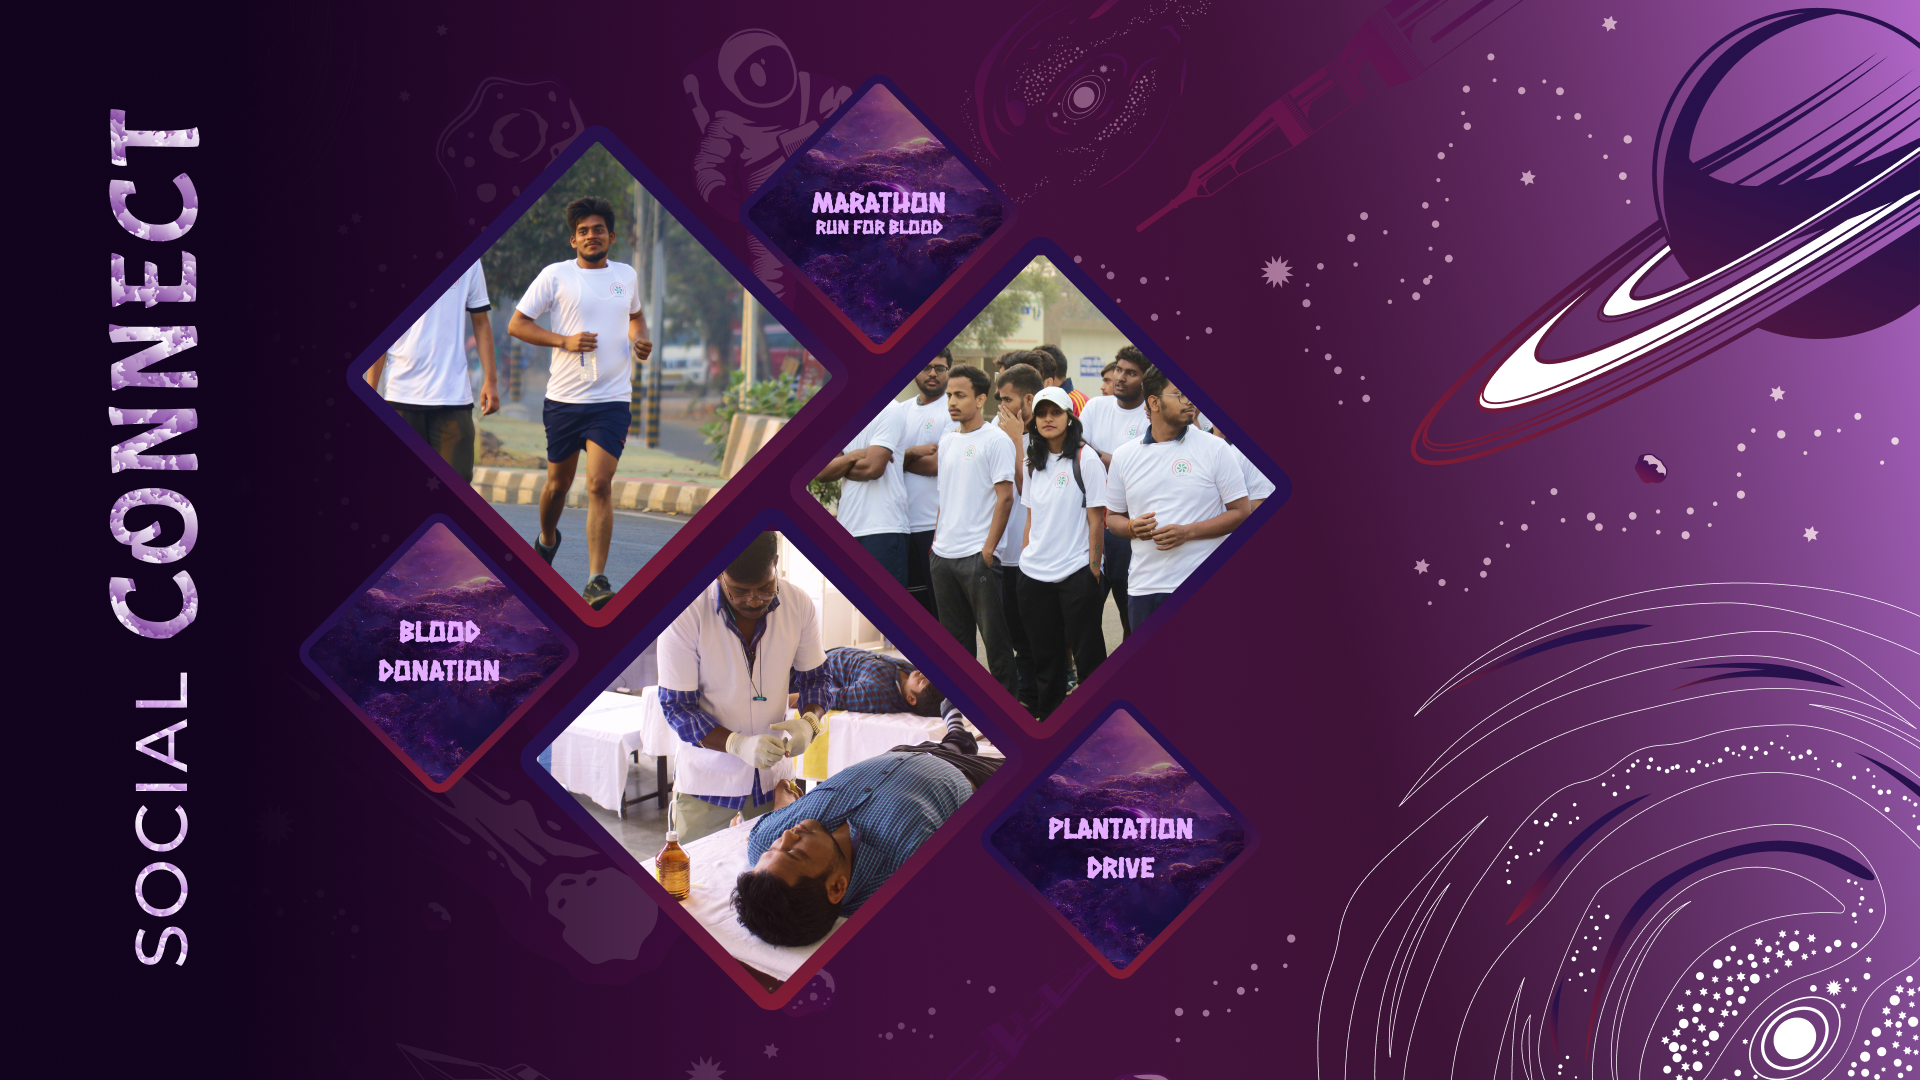 SOCIAL CONNECT
MARATHON
RUN FOR BLOOD
BLOOD
DONATION
PLANTATION
DRIVE